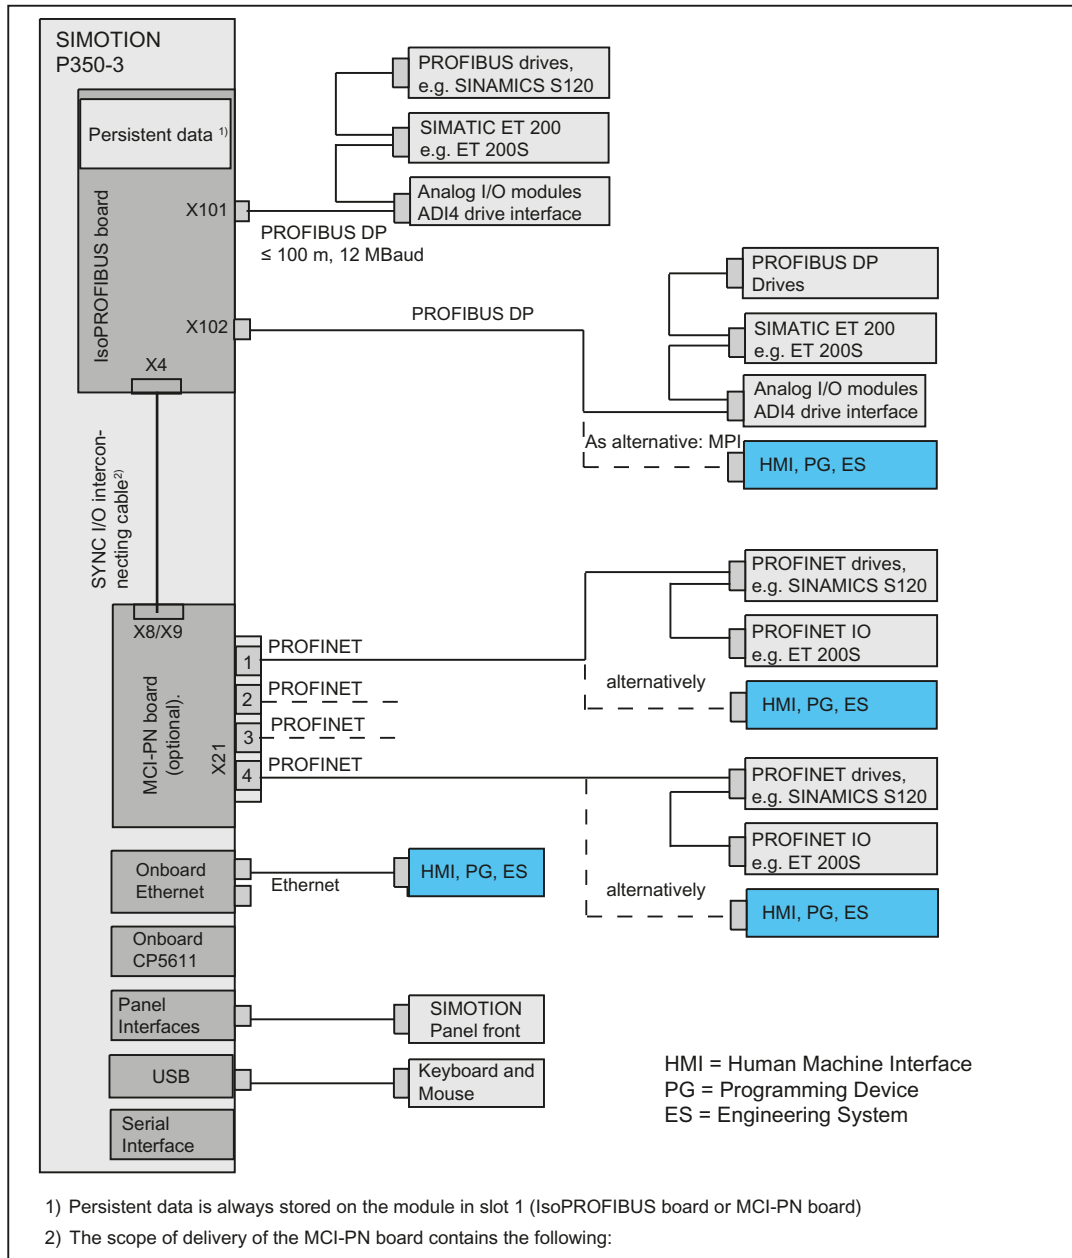 SIMOTION
P350-3
Persistent data 1)
IsoPROFIBUS board
X101
X102
X4
PROFIBUS DP
≤ 100 m, 12 MBaud
PROFIBUS drives,
e.g. SINAMICS S120
SIMATIC ET 200
e.g. ET 200S
Analog I/O modules
ADI4 drive interface
PROFIBUS DP
PROFIBUS DP
Drives
SIMATIC ET 200
e.g. ET 200S
Analog I/O modules
ADI4 drive interface
As alternative: MPI
HMI, PG, ES
SYNC I/O intercon-
necting cable2)
X8/X9
MCI-PN board
(optional).
X21
1
2
3
4
PROFINET
PROFINET
PROFINET
PROFINET
PROFINET drives,
e.g. SINAMICS S120
PROFINET IO
e.g. ET 200S
alternatively
HMI, PG, ES
PROFINET drives,
e.g. SINAMICS S120
PROFINET IO
e.g. ET 200S
alternatively
HMI, PG, ES
Onboard
Ethernet
Ethernet
HMI, PG, ES
Onboard
CP5611
Panel
Interfaces
SIMOTION
Panel front
USB
Keyboard and
Mouse
Serial
Interface
HMI = Human Machine Interface
PG = Programming Device
ES = Engineering System
1) Persistent data is always stored on the module in slot 1 (IsoPROFIBUS board or MCI-PN board)
2) The scope of delivery of the MCI-PN board contains the following: